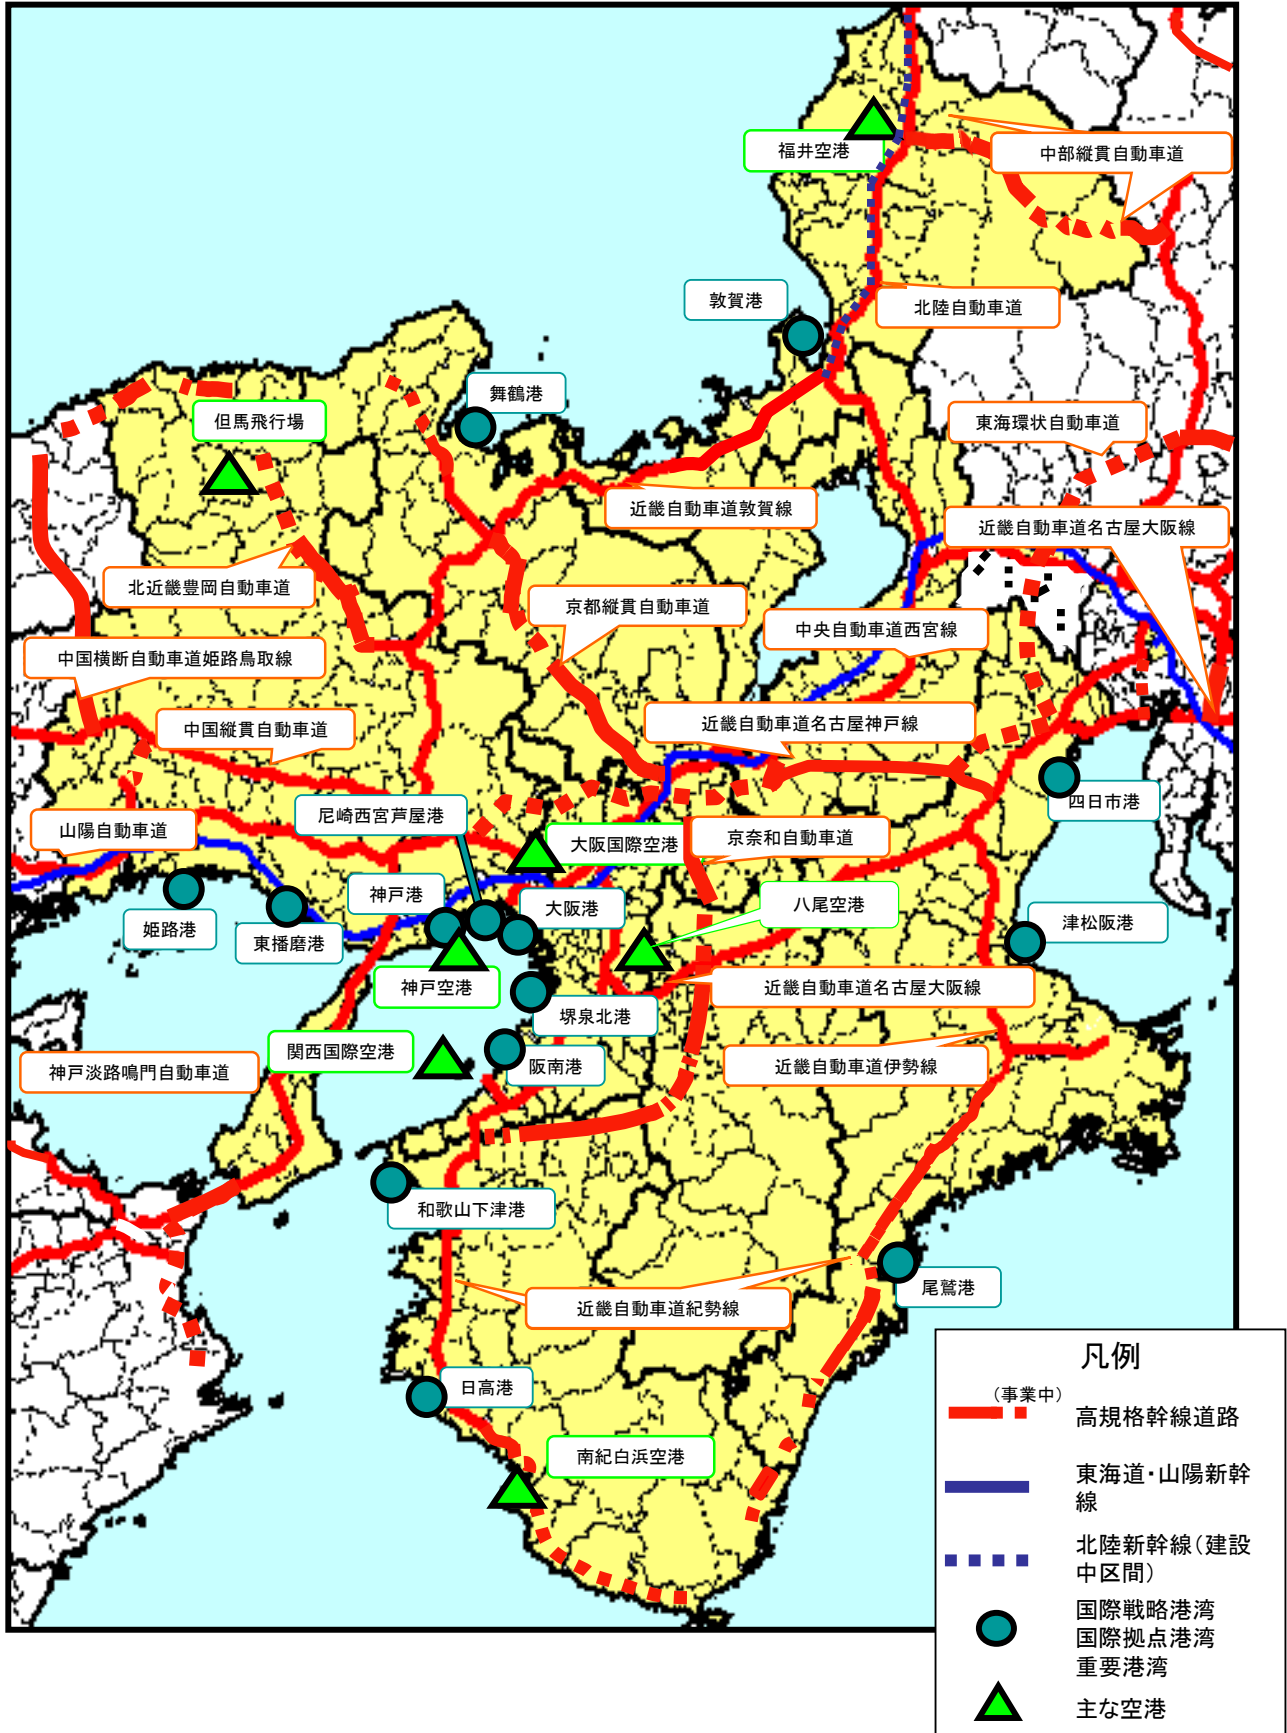 福井空港
中部縦貫自動車道
敦賀港
北陸自動車道
舞鶴港
但馬飛行場
東海環状自動車道
近畿自動車道敦賀線
近畿自動車道名古屋大阪線
北近畿豊岡自動車道
京都縦貫自動車道
中央自動車道西宮線
中国横断自動車道姫路鳥取線
中国縦貫自動車道
近畿自動車道名古屋神戸線
四日市港
尼崎西宮芦屋港
山陽自動車道
大阪国際空港
京奈和自動車道
神戸港
大阪港
八尾空港
姫路港
東播磨港
津松阪港
神戸空港
近畿自動車道名古屋大阪線
堺泉北港
関西国際空港
阪南港
近畿自動車道伊勢線
神戸淡路鳴門自動車道
和歌山下津港
尾鷲港
近畿自動車道紀勢線
日高港
南紀白浜空港
凡例
（事業中）
高規格幹線道路
東海道・山陽新幹
線
北陸新幹線（建設
中区間）
国際戦略港湾
国際拠点港湾
重要港湾
主な空港